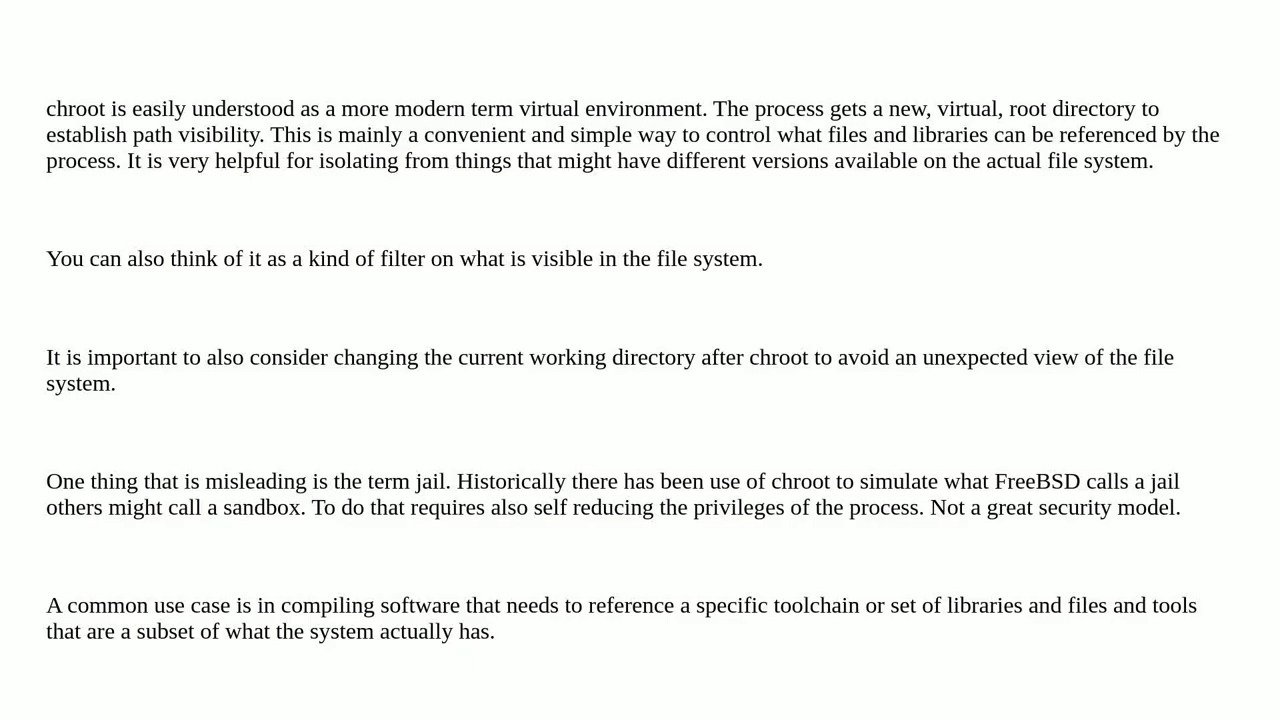 chroot is easily understood as a more modern term virtual environment. The process gets a new, virtual, root directory to
establish path visibility. This is mainly a convenient and simple way to control what files and libraries can be referenced by the
process. It is very helpful for isolating from things that might have different versions available on the actual file system.
You can also think of it as a kind of filter on what is visible in the file system.
It is important to also consider changing the current working directory after chroot to avoid an unexpected view of the file
system.
One thing that is misleading is the term jail. Historically there has been use of chroot to simulate what FreeBSD calls a jail
others might call a sandbox. To do that requires also self reducing the privileges of the process. Not a great security model.
A common use case is in compiling software that needs to reference a specific toolchain or set of libraries and files and tools
that are a subset of what the system actually has.